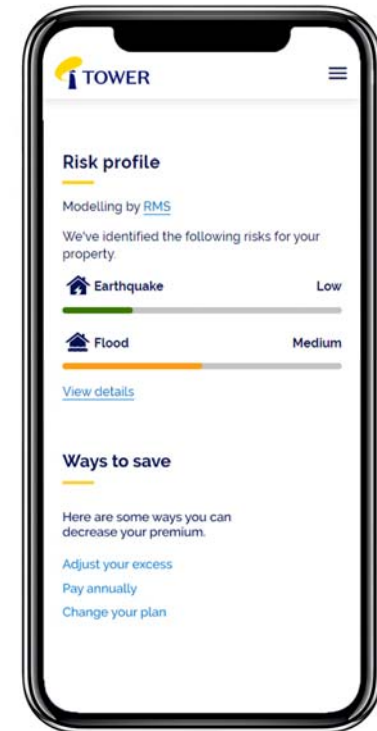 TOWER
Risk profile
Modelling by RMS
We've identified the following risks for your
property.
Earthquake Low
Flood Medium
View details
Ways to save
Here are some ways you can
decrease your premium.
Adjust your excess
Pay annually
Change your plan